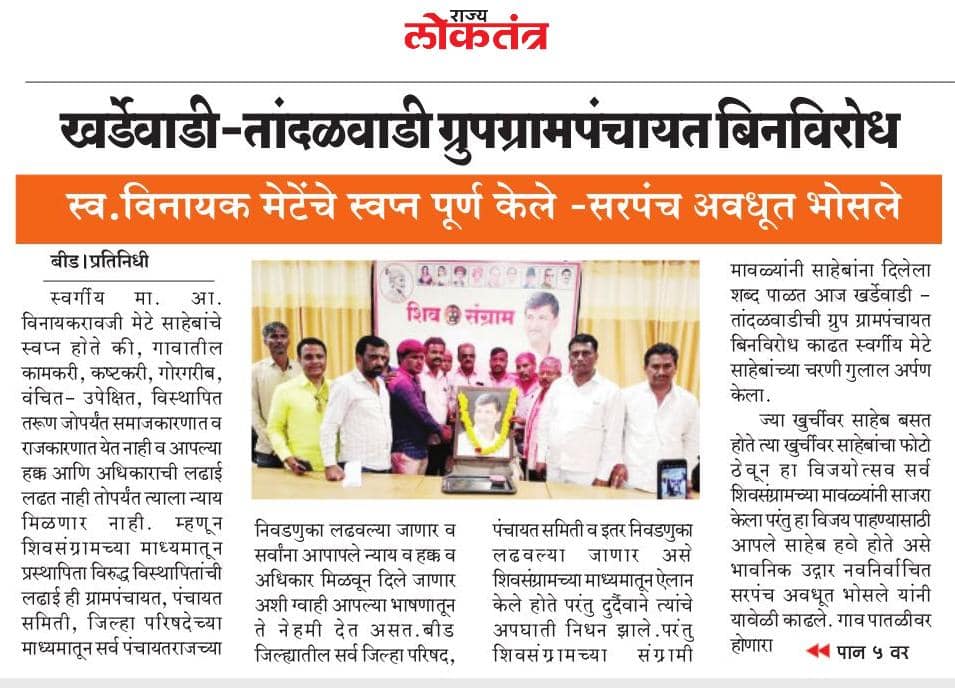 राज्य
लोकतंत्र
खर्डेवाडी-तांदळवाडी ग्रुपग्रामपंचायत बिनविरोध
स्व.विनायक मेटेंचे स्वप्न पूर्ण केले -सरपंच अवधूत भोसले
बीड।प्रतिनिधी
स्वर्गीय मा. आ.
विनायकरावजी मेटे साहेबांचे
स्वप्न होते की, गावातील
कामकरी, कष्टकरी, गोरगरीब,
वंचित- उपेक्षित, विस्थापित
तरूण जोपर्यंत समाजकारणात व
राजकारणात येत नाही व आपल्या
हक्क आणि अधिकाराची लढाई
लढत नाही तोपर्यंत त्याला न्याय
मिळणार नाही. म्हणून
शिवसंग्रामच्या माध्यमातून
प्रस्थापिता विरुद्ध विस्थापितांची
लढाई ही ग्रामपंचायत, पंचायत
समिती, जिल्हा परिषदेच्या
माध्यमातून सर्व पंचायतराजच्या
शिव संग्राम
निवडणुका लढवल्या जाणार व
सर्वांना आपापले न्याय व हक्क व
अधिकार मिळवून दिले जाणार
अशी ग्वाही आपल्या भाषणातून
ते नेहमी देत असत.बीड
जिल्ह्यातील सर्व जिल्हा परिषद,
पंचायत समिती व इतर निवडणुका
लढवल्या जाणार असे
शिवसंग्रामच्या माध्यमातून ऐलान
केले होते परंतु दुर्दैवाने त्यांचे
अपघाती निधन झाले.परंतु
शिवसंग्रामच्या संग्रामी
मावळ्यांनी साहेबांना दिलेला
शब्द पाळत आज खर्डेवाडी -
तांदळवाडीची ग्रुप ग्रामपंचायत
बिनविरोध काढत स्वर्गीय मेटे
साहेबांच्या चरणी गुलाल अर्पण
केला.
ज्या खुर्चीवर साहेब बसत
होते त्या खुर्चीवर साहेबांचा फोटो
ठेवून हा विजयोत्सव सर्व
शिवसंग्रामच्या मावळ्यांनी साजरा
केला परंतु हा विजय पाहण्यासाठी
आपले साहेब हवे होते असे
भावनिक उद्गार नवनिर्वाचित
सरपंच अवधूत भोसले यांनी
यावेळी काढले. गाव पातळीवर
होणारा
पान ५ वर